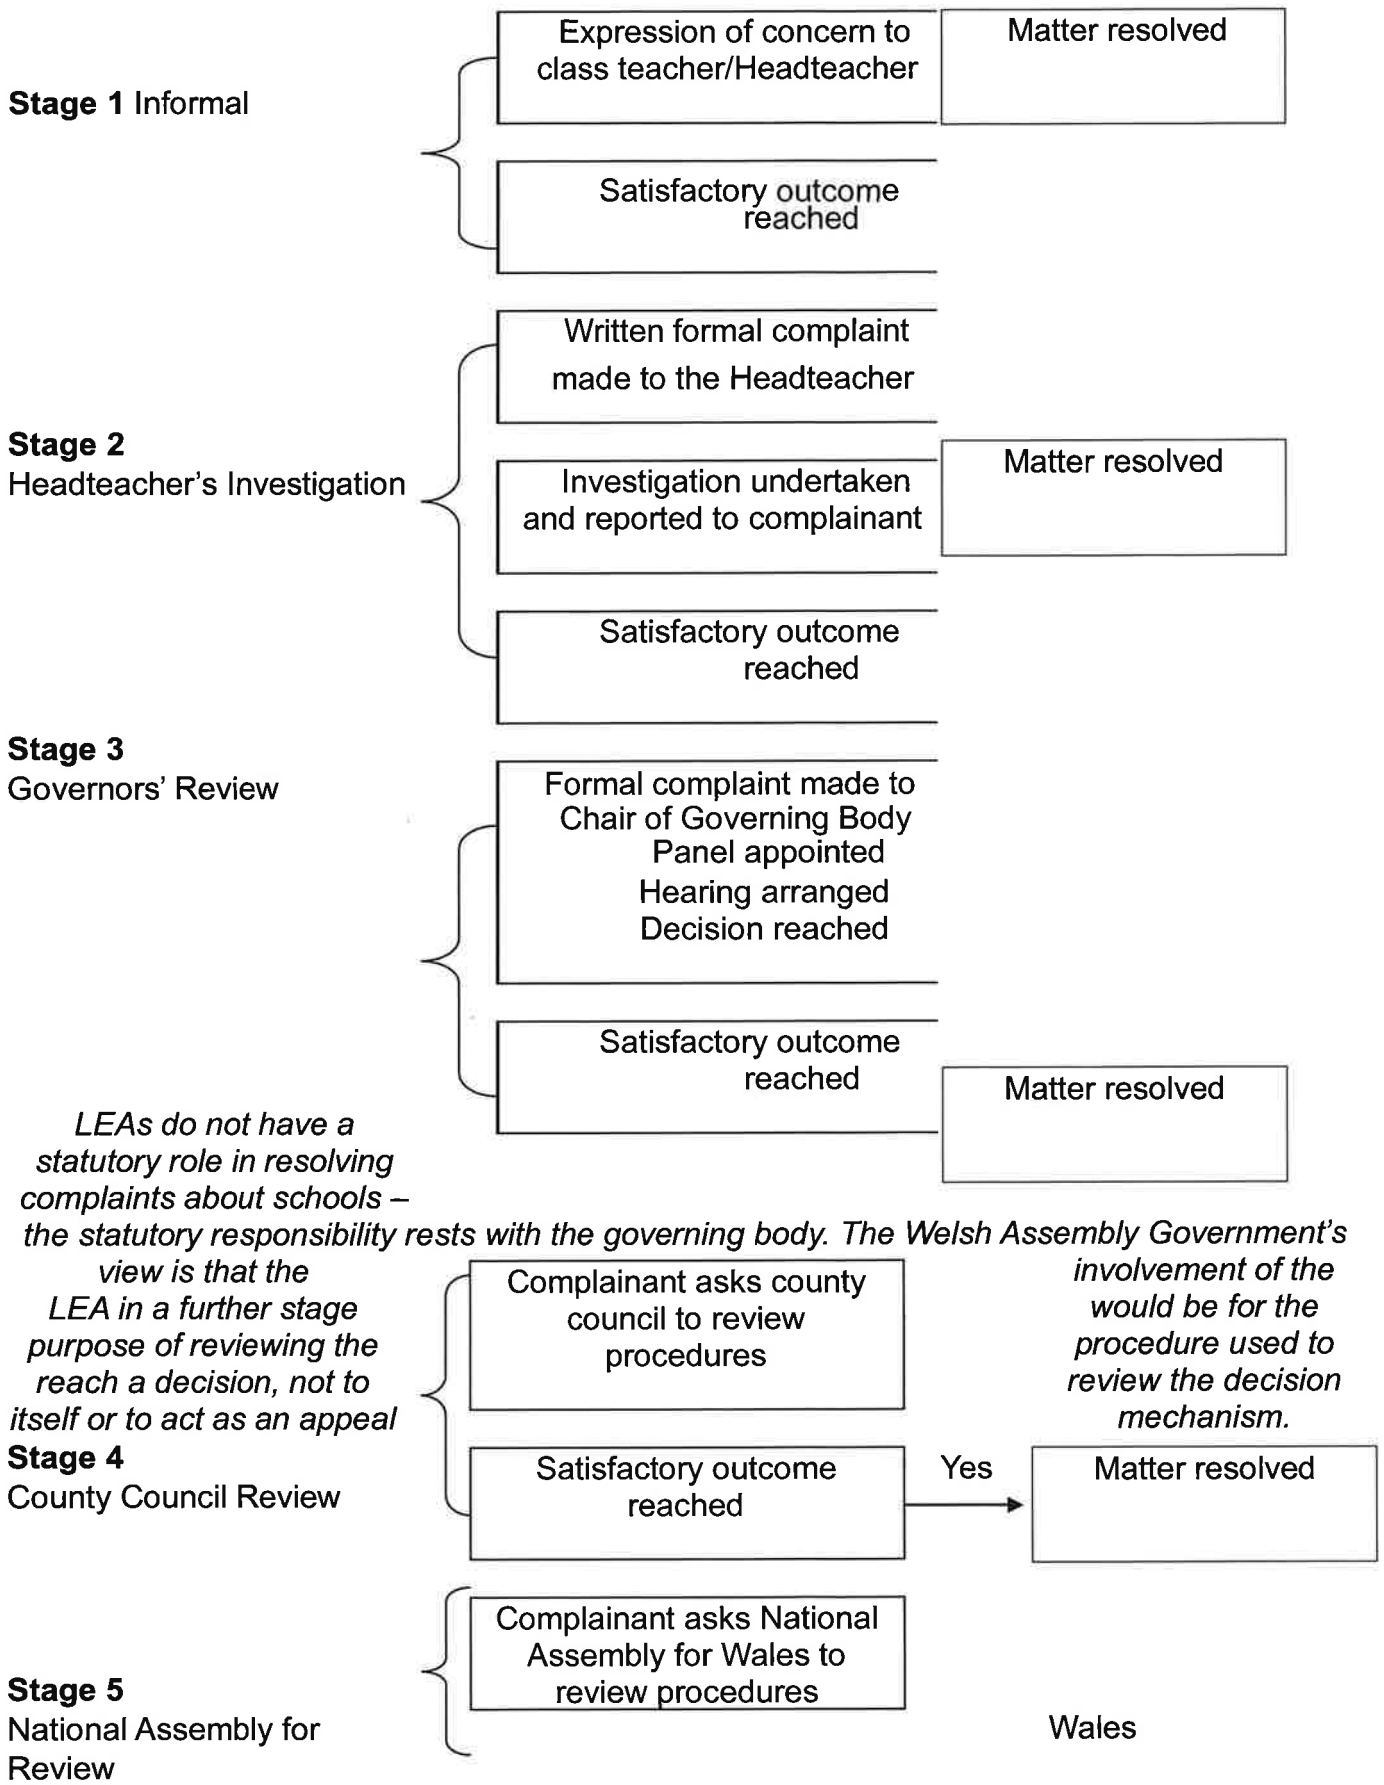 Expression of concern to
class teacher/Headteacher
Matter resolved
Stage 1 Informal
Satisfactory outcome
reached
Written formal complaint
made to the Headteacher
Stage 2
Headteacher's Investigation
Investigation undertaken
and reported to complainant
Matter resolved
Satisfactory outcome
reached
Stage 3
Governors' Review
Formal complaint made to
Chair of Governing Body
Panel appointed
Hearing arranged
Decision reached
Satisfactory outcome
reached
Matter resolved
LEAs do not have a
statutory role in resolving
complaints about schools –
the statutory responsibility rests with the governing body. The Welsh Assembly Government's
view is that the
LEA in a further stage
purpose of reviewing the
reach a decision, not to
itself or to act as an appeal
Complainant asks county
council to review
procedures
involvement of the
would be for the
procedure used to
review the decision
mechanism.
Stage 4
County Council Review
Satisfactory outcome
reached
Yes
Matter resolved
Complainant asks National
Assembly for Wales to
review procedures
Stage 5
National Assembly for
Review
Wales